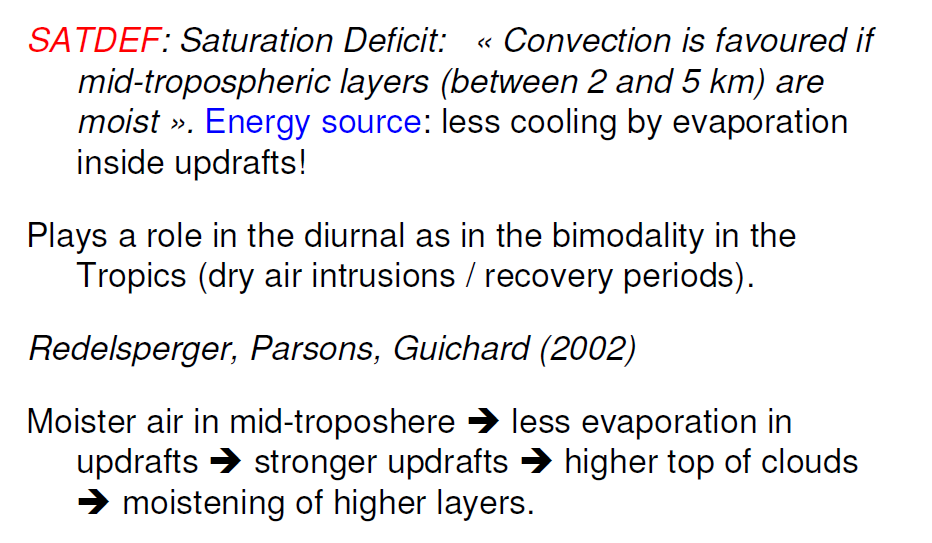 SATDEF: Saturation Deficit: « Convection is favoured if
mid-tropospheric layers (between 2 and 5 km) are
moist ». Energy source: less cooling by evaporation
inside updrafts!
Plays a role in the diurnal as in the bimodality in the
Tropics (dry air intrusions / recovery periods).
Redelsperger, Parsons, Guichard (2002)
Moister air in mid-troposhere ➔ less evaporation in
updrafts ➔ stronger updrafts ➔ higher top of clouds
➔ moistening of higher layers.